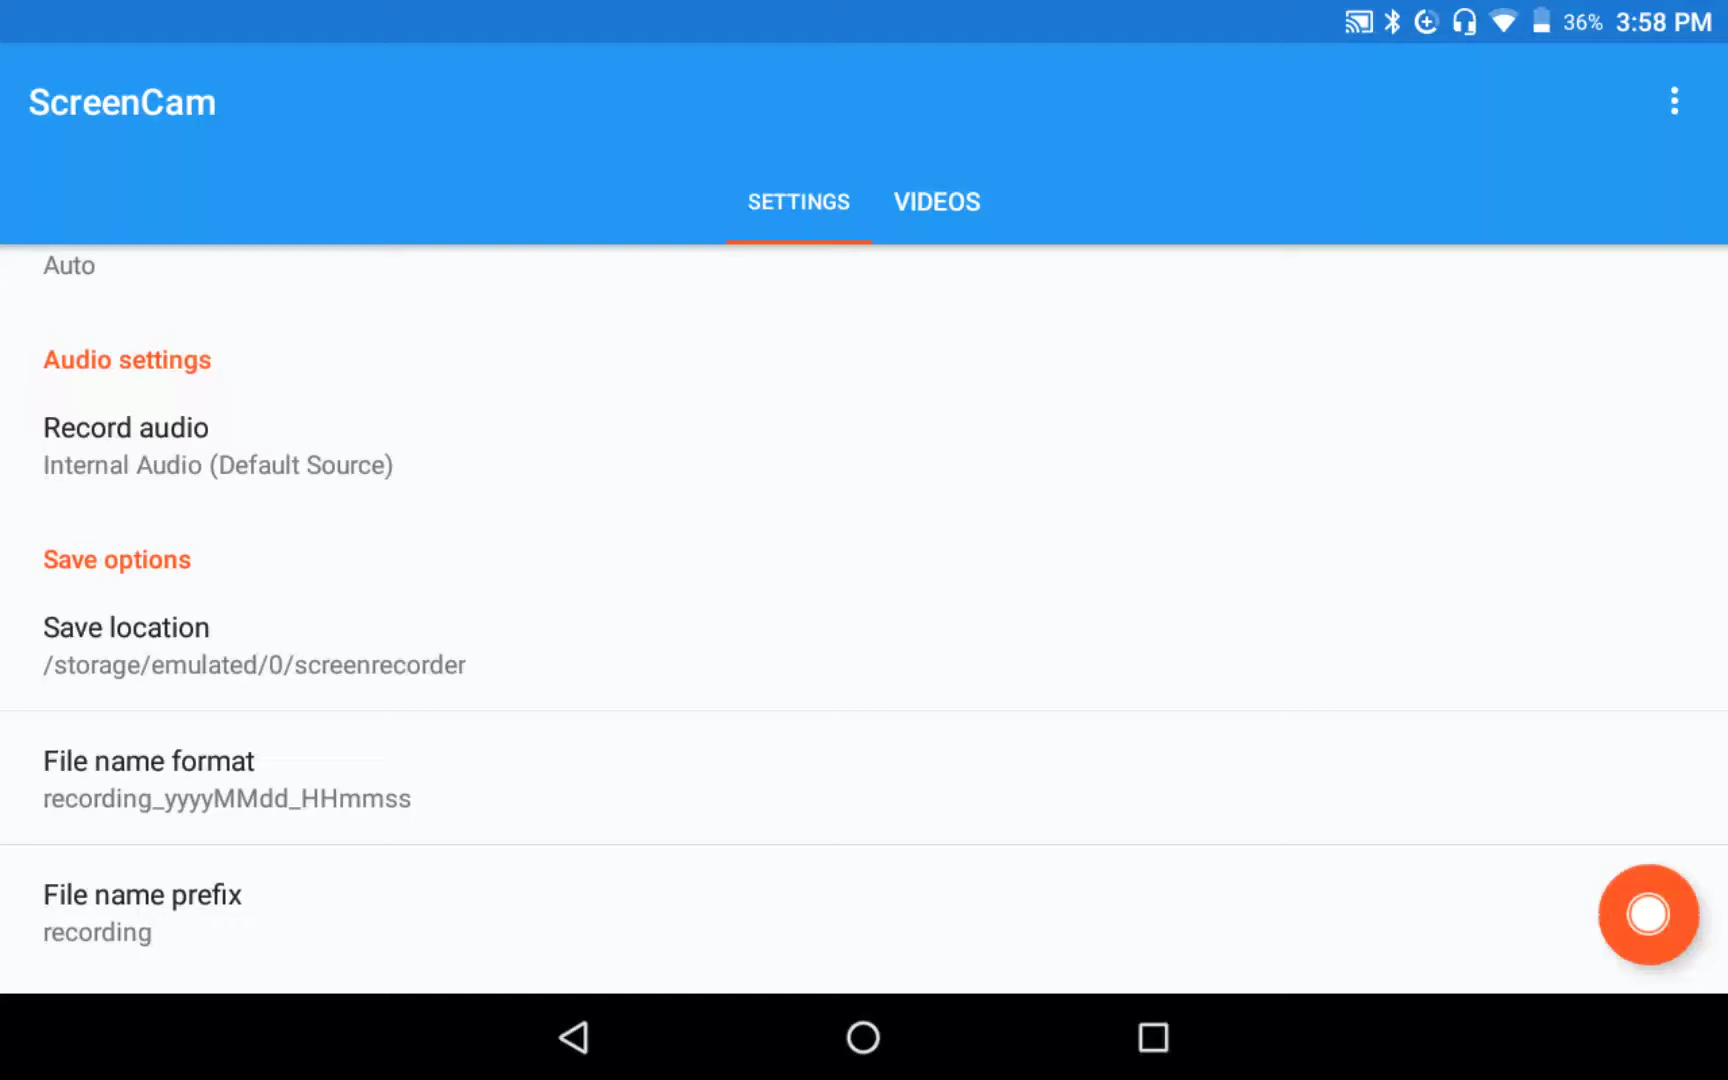 36% 3:58 PM
ScreenCam
SETTINGS VIDEOS
Auto
Audio settings
Record audio
Internal Audio (Default Source)
Save options
Save location
/storage/emulated/0/screenrecorder
File name format
recording_yyyyMMdd_HHmmss
File name prefix
recording